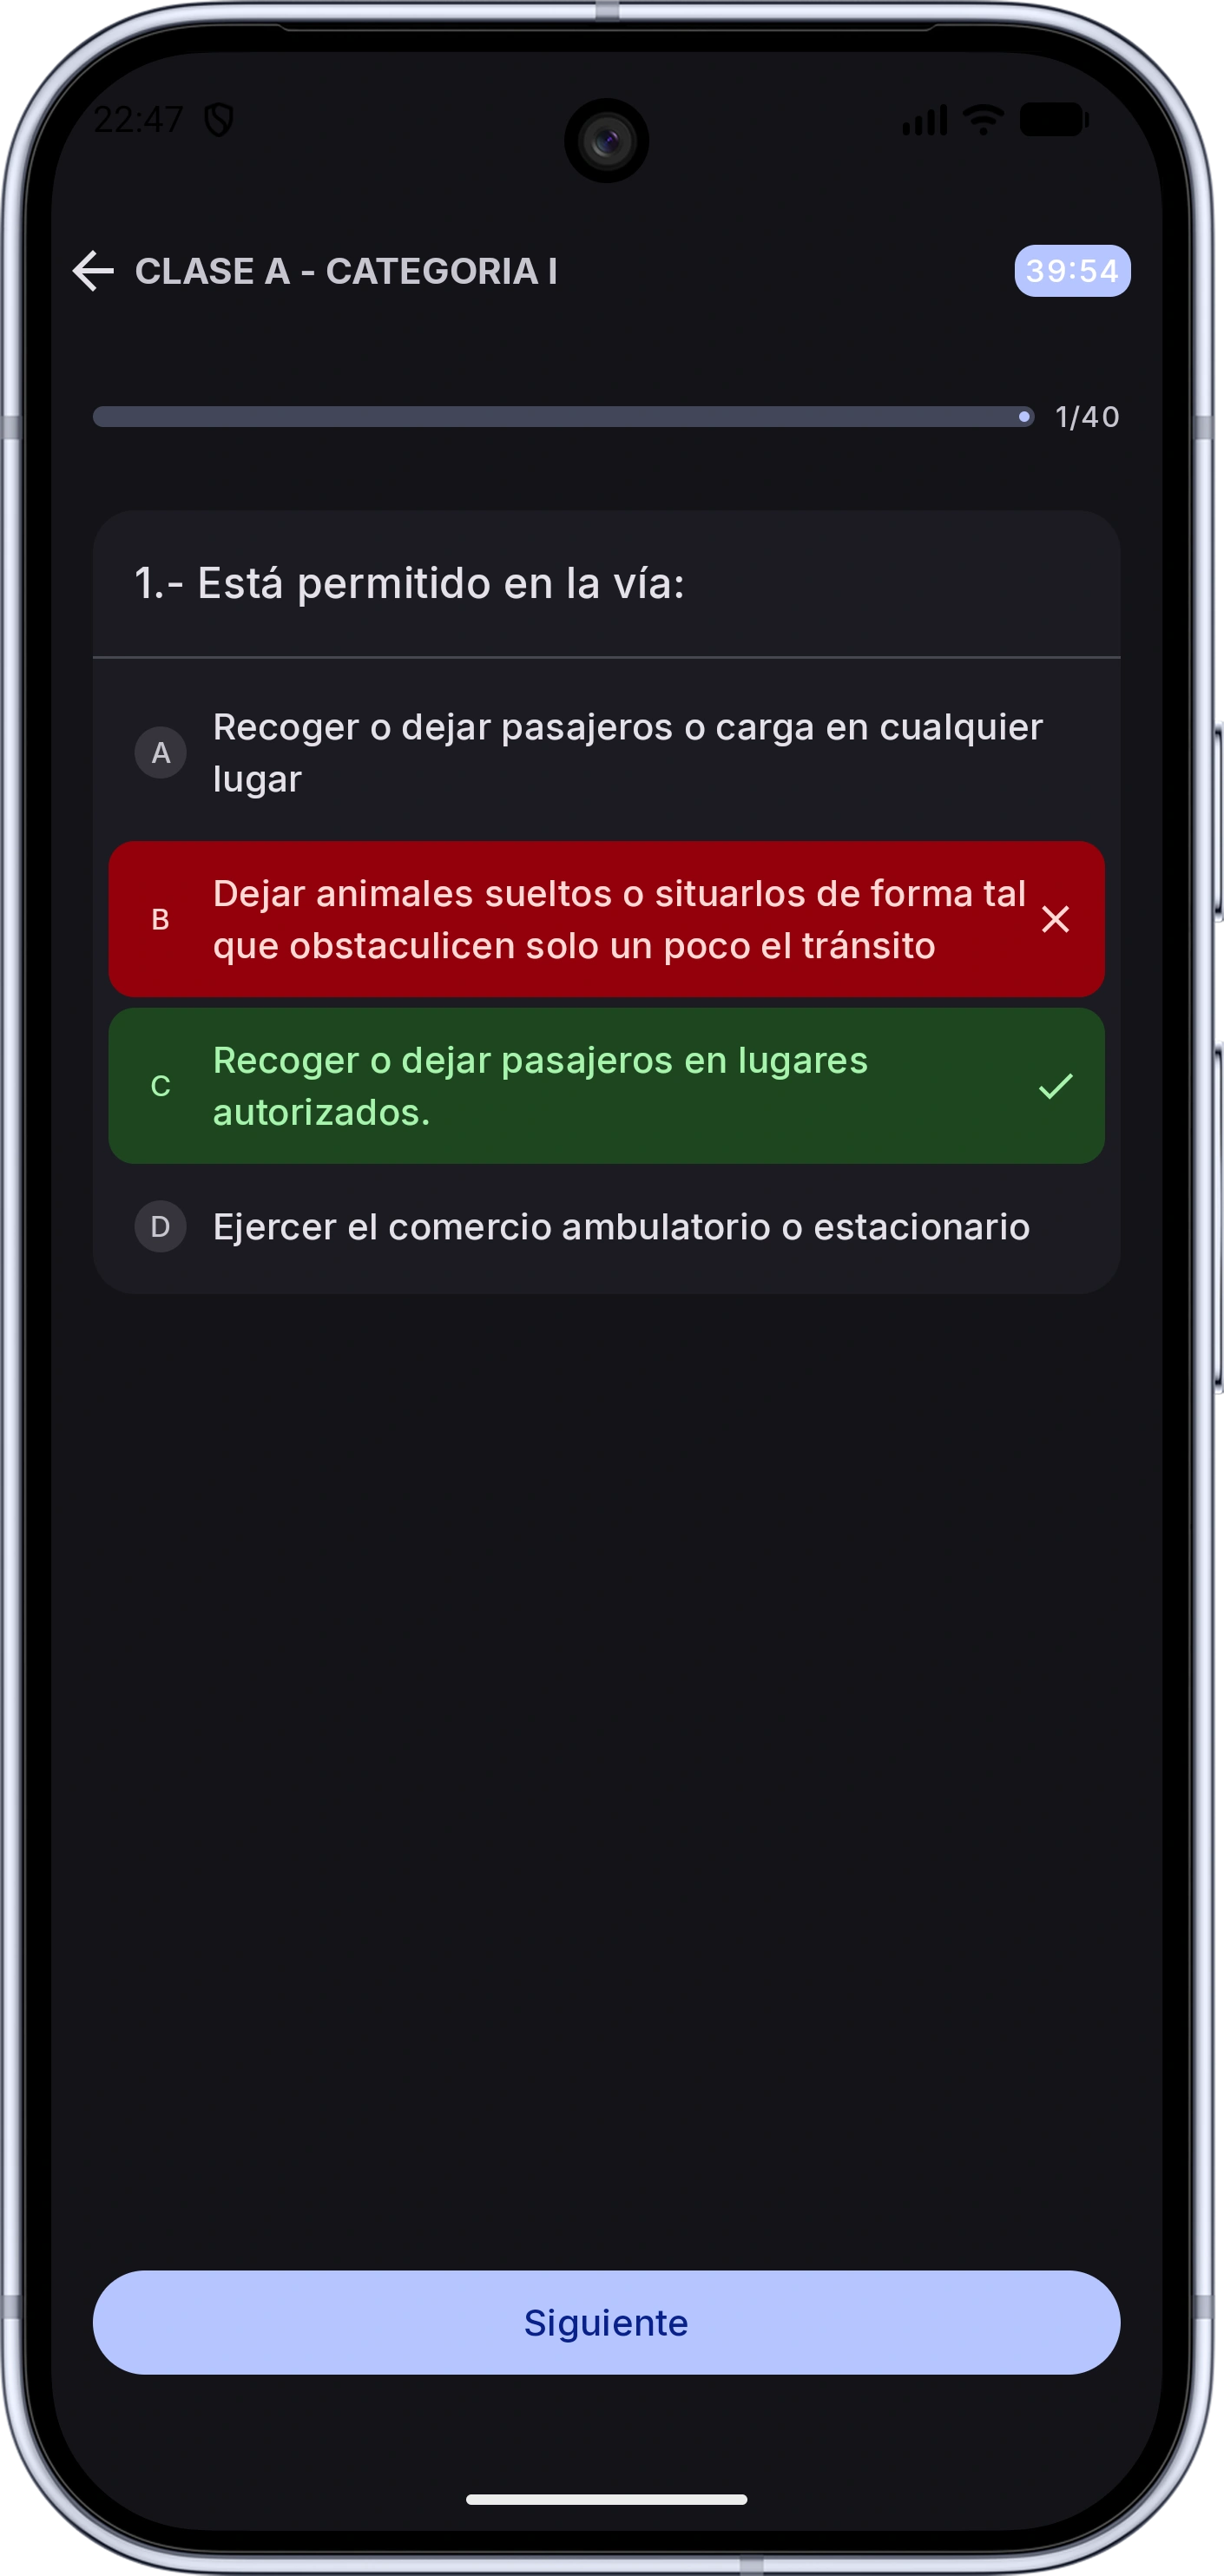 22:47
CLASE A - CATEGORIA I
39:54
1/40
1.- Está permitido en la vía:
A
Recoger o dejar pasajeros o carga en cualquier
lugar
B
Dejar animales sueltos o situarlos de forma tal
que obstaculicen solo un poco el tránsito
C
Recoger o dejar pasajeros en lugares
autorizados.
D
Ejercer el comercio ambulatorio o estacionario
Siguiente